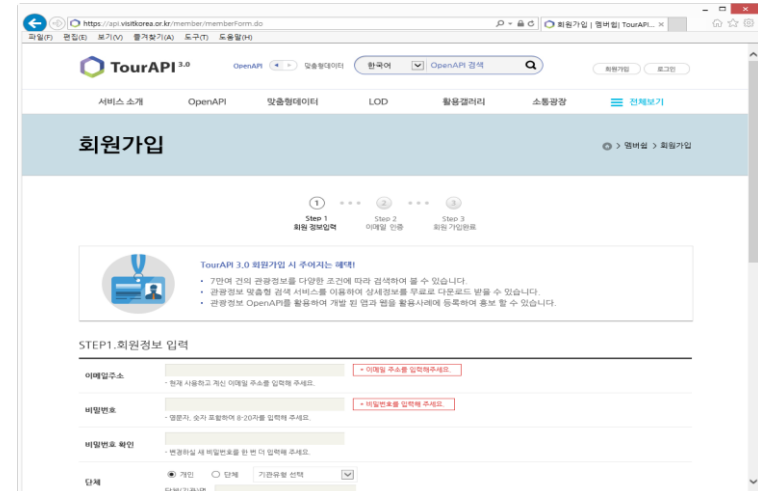 https://api.visitkorea.or.kr/member/memberForm.do
회원가입 | 멤버쉽| TourAPI... ×
파일(F) 편집(E) 보기(V) 즐겨찾기(A) 도구(T) 도움말(H)
TourAPI 3.0
OpenAPI
맞춤형데이터
한국어
OpenAPI 검색
회원가입
로그인
서비스 소개 OpenAPI 맞춤형데이터 LOD 활용갤러리 소통광장 전체보기
회원가입
> 멤버쉽 > 회원가입
1 2 3
Step 1 Step 2 Step 3
회원 정보입력 이메일 인증 회원 가입완료
TourAPI 3.0 회원가입 시 주어지는 혜택!
• 7만여 건의 관광정보를 다양한 조건에 따라 검색하여 볼 수 있습니다.
• 관광정보 맞춤형 검색 서비스를 이용하여 상세정보를 무료로 다운로드 받을 수 있습니다.
• 관광정보 OpenAPI를 활용하여 개발 된 앱과 웹을 활용사례에 등록하여 홍보 할 수 있습니다.
STEP1.회원정보 입력
이메일주소
* 이메일 주소를 입력해주세요.
- 현재 사용하고 계신 이메일 주소를 입력해 주세요.
비밀번호
* 비밀번호를 입력해 주세요.
- 영문자, 숫자 포함하여 8-20자를 입력해 주세요.
비밀번호 확인
- 변경하실 새 비밀번호를 한 번 더 입력해 주세요.
단체
개인 단체 기관유형 선택
단체(기관)명